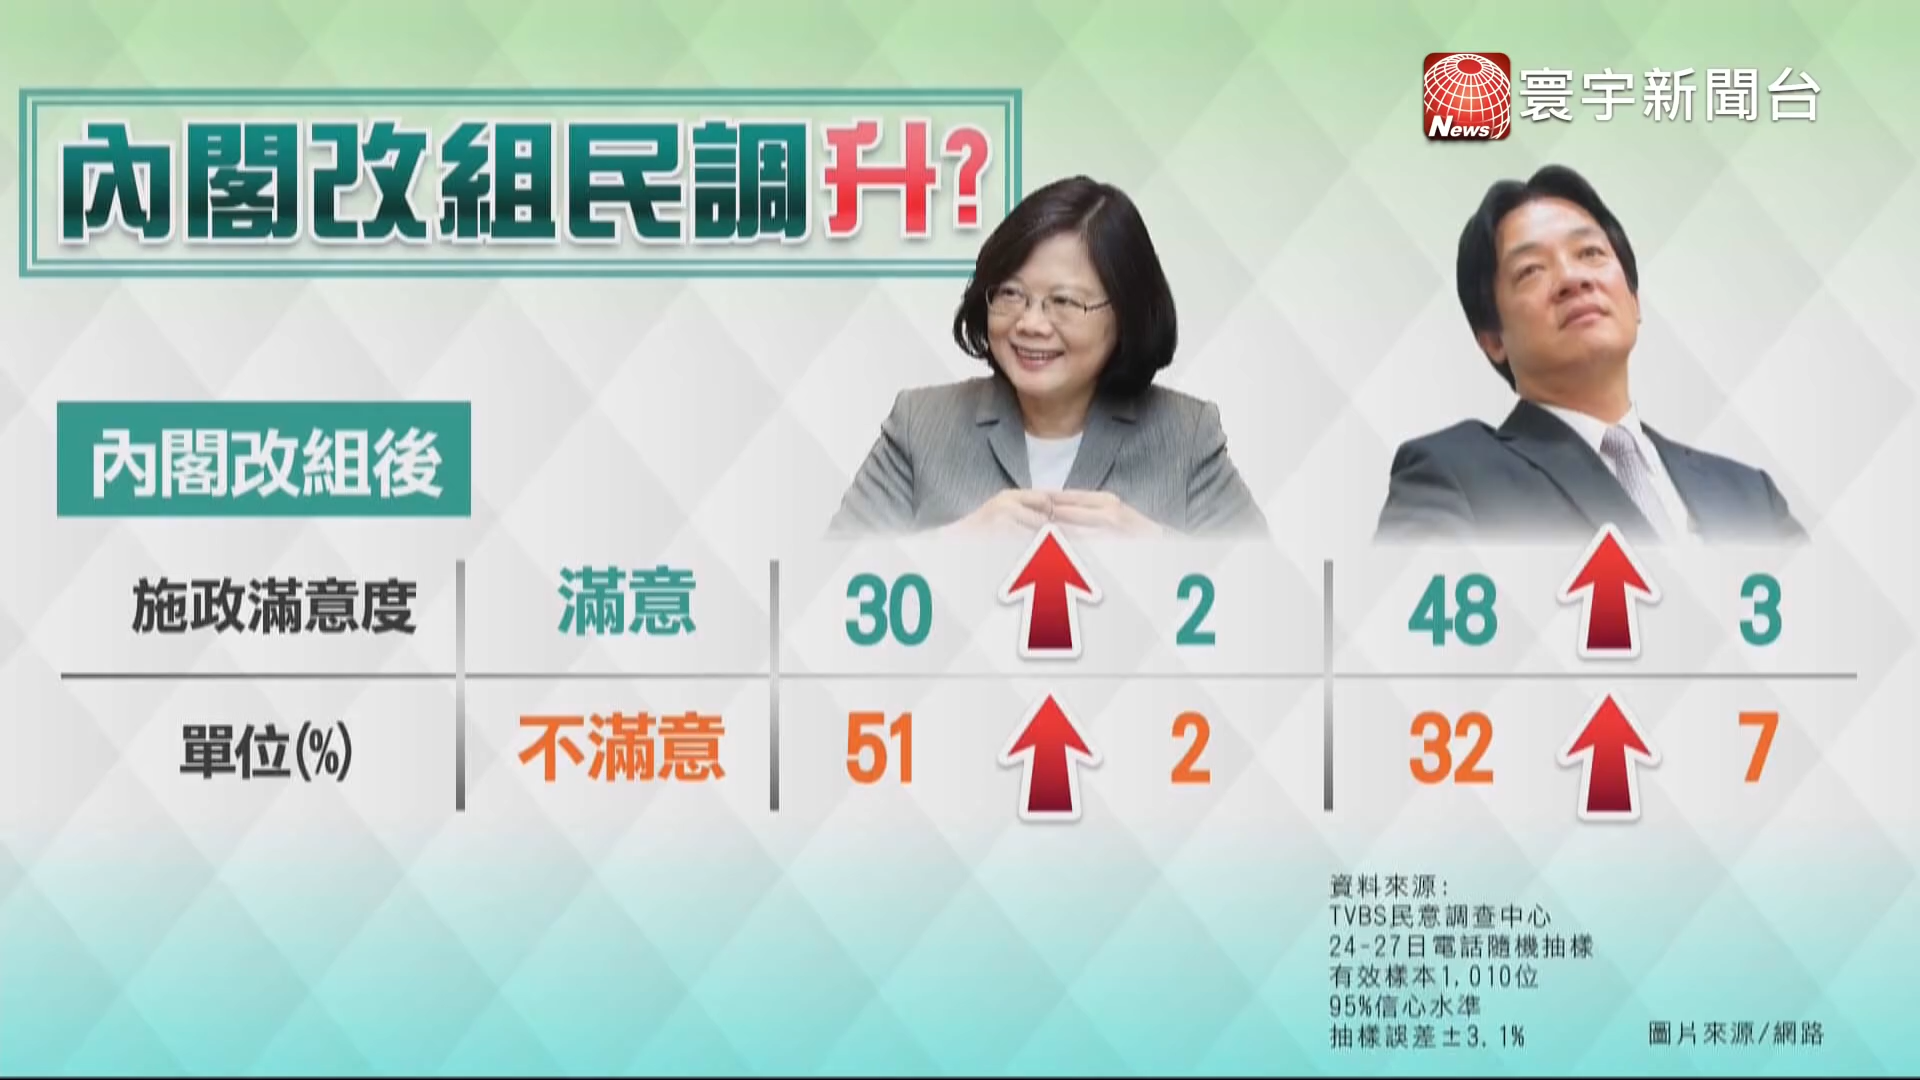 寰宇新聞台
News
內閣改組民調升?
內閣改組後
施政滿意度 滿意 30 2 48 3
單位(%) 不滿意 51 2 32 7
資料來源:
TVBS民意調查中心
24-27日電話隨機抽樣
有效樣本1,010位
95%信心水準
抽樣誤差±3.1%
圖片來源/網路